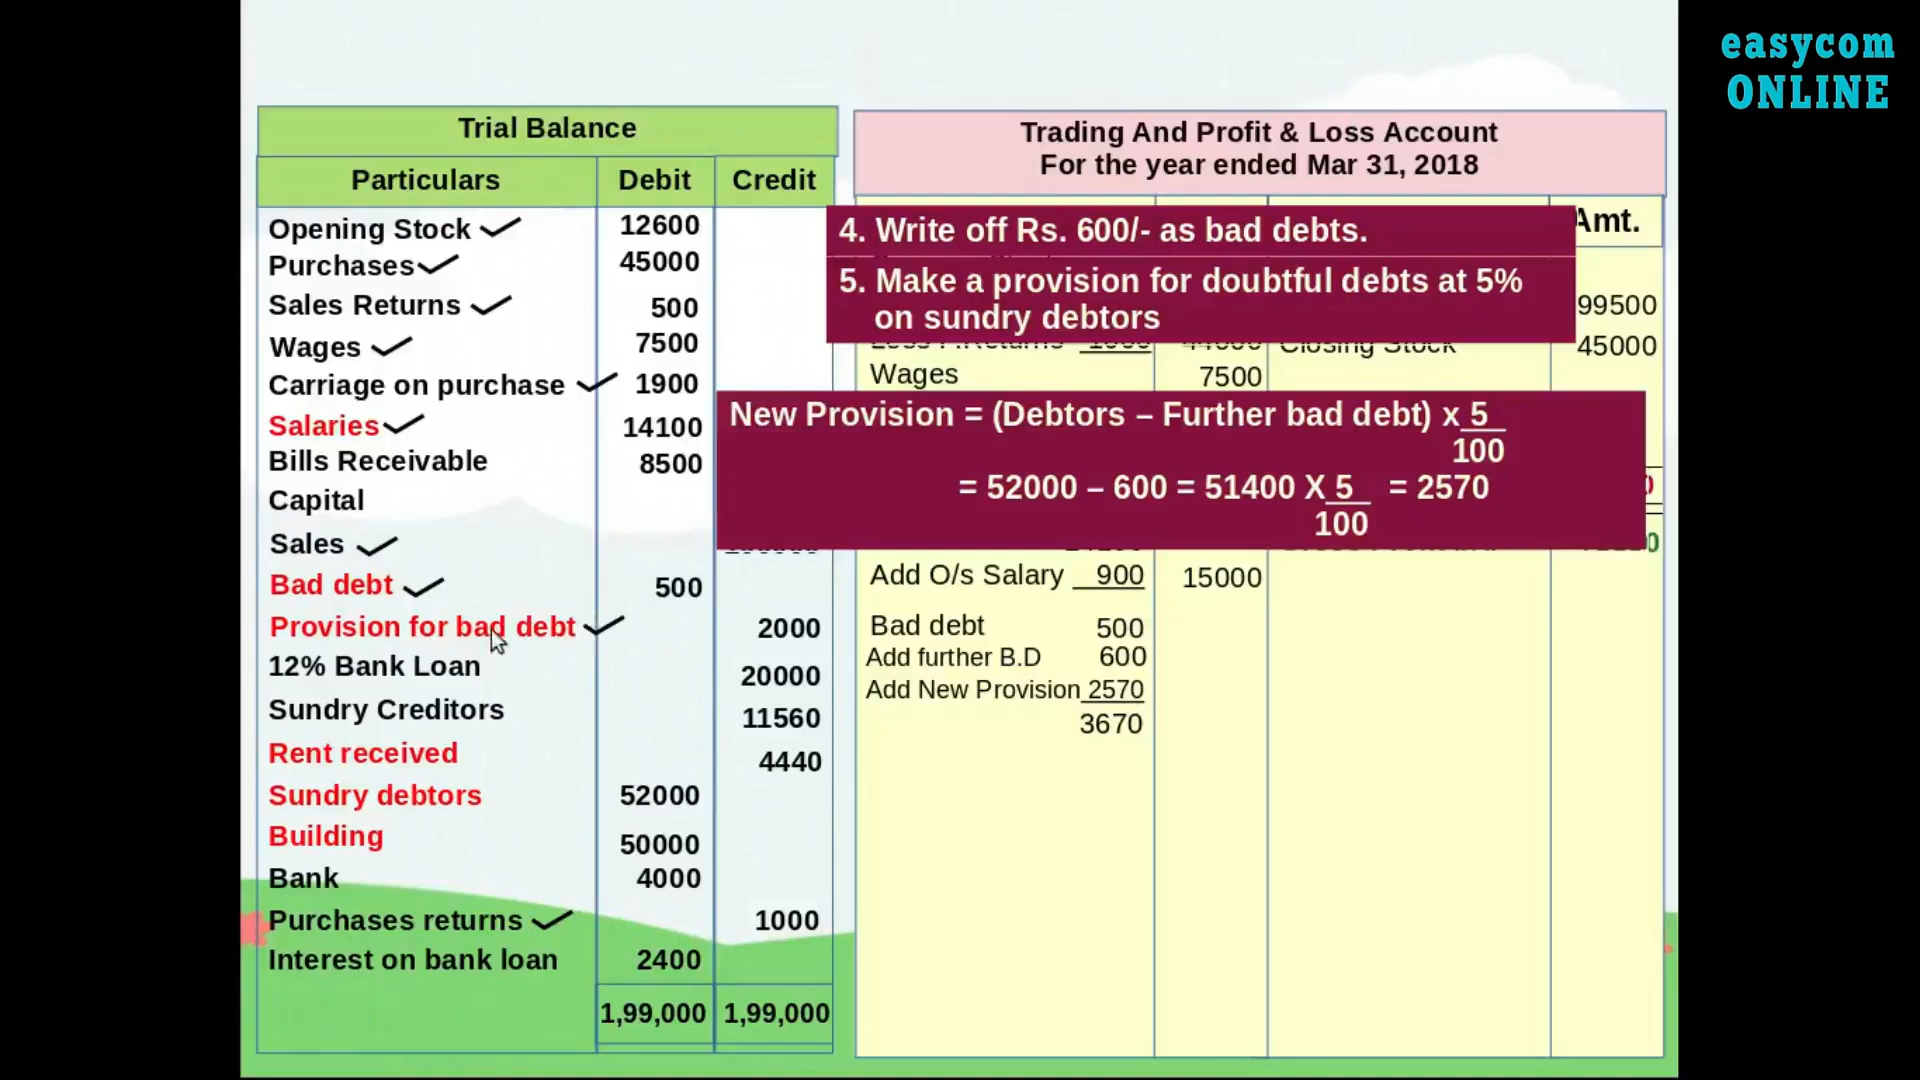 easycom
ONLINE
Trial Balance
Particulars Debit Credit
Opening Stock 12600
Purchases 45000
Sales Returns 500
Wages 7500
Carriage on purchase 1900
Salaries 14100
Bills Receivable 8500
Capital
Sales
Bad debt 500
Provision for bad debt 2000
12% Bank Loan 20000
Sundry Creditors 11560
Rent received 4440
Sundry debtors 52000
Building 50000
Bank 4000
Purchases returns 1000
Interest on bank loan 2400
1,99,000 1,99,000
Trading And Profit & Loss Account
For the year ended Mar 31, 2018
Amt.
4. Write off Rs. 600/- as bad debts.
5. Make a provision for doubtful debts at 5%
on sundry debtors
99500
Closing Stock 45000
Wages 7500
New Provision = (Debtors – Further bad debt) x 5
100
= 52000 – 600 = 51400 X 5 = 2570
100
Add O/s Salary 900 15000
Bad debt 500
Add further B.D 600
Add New Provision 2570
3670